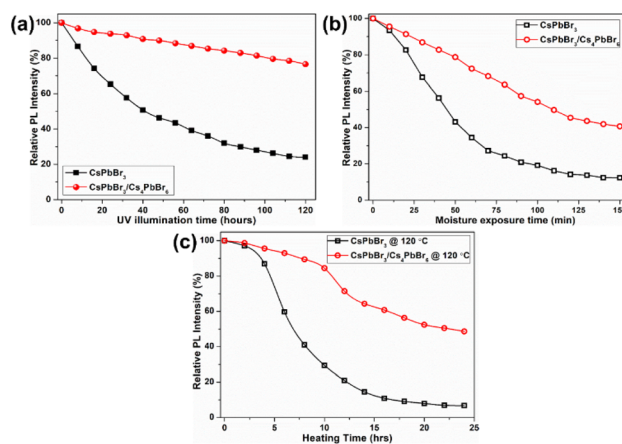 (a)
100
80
60
40
20
0
Relative PL Intensity (%)
CsPbBr₃
CsPbBr₃/Cs₄PbBr₆
0 20 40 60 80 100 120
UV illumination time (hours)
(b)
100
80
60
40
20
0
Relative PL Intensity (%)
CsPbBr₃
CsPbBr₃/Cs₄PbBr₆
0 25 50 75 100 125 150
Moisture exposure time (min)
(c)
100
80
60
40
20
0
Relative PL Intensity (%)
CsPbBr₃ @ 120 °C
CsPbBr₃/Cs₄PbBr₆ @ 120 °C
0 5 10 15 20 25
Heating Time (hrs)